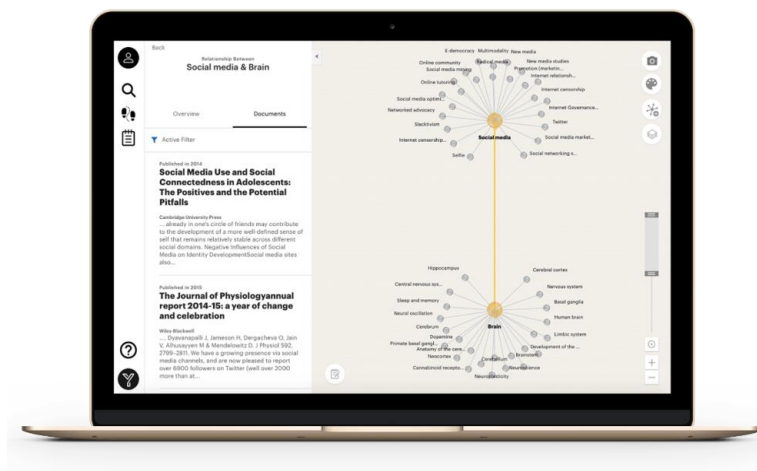 Back
Relationship Between
Social media & Brain
Overview
Documents
Active Filter
Published in 2014
Social Media Use and Social
Connectedness in Adolescents:
The Positives and the Potential
Pitfalls
Cambridge University Press
... already in one's circle of friends may contribute
to the development of a more well-defined sense of
self that remains relatively stable across different
social domains. Negative Influences of Social
Media on Identity DevelopmentSocial media sites
also...
Published in 2015
The Journal of Physiologyannual
report 2014-15: a year of change
and celebration
Wiley Blackwell
.... Dyavanapalli J, Jameson H, Dergacheva O, Jain
V, Alhusayyen M & Mendelowitz D. J Physiol 592,
2799-2811. We have a growing presence via social
media channels, and are now pleased to report
over 6900 followers on Twitter (well over 2000
more than at...
E-democracy
Multimodality
New media
Online community
Radical media
New media studies
Social media mining
Promotion (marketin...
Internet relationsh...
Online tutoring
Internet censorship
Social media optimi...
Internet Governance...
Networked advocacy
Twitter
Slacktivism
Social media
Social media market...
Internet censorship...
Selfie
Social networking s...
Hippocampus
Cerebral cortex
Central nervous sys...
Nervous system
Sleep and memory
Basal ganglia
Neural oscillation
Human brain
Cerebrum
Brain
Limbic system
Dopamine
Primate basal gangl...
Development of the ...
Anatomy of the cere...
Neocortex
Cerebellum
Brainstem
Cannabinoid recepto...
Neuroscience
Neuroplasticity